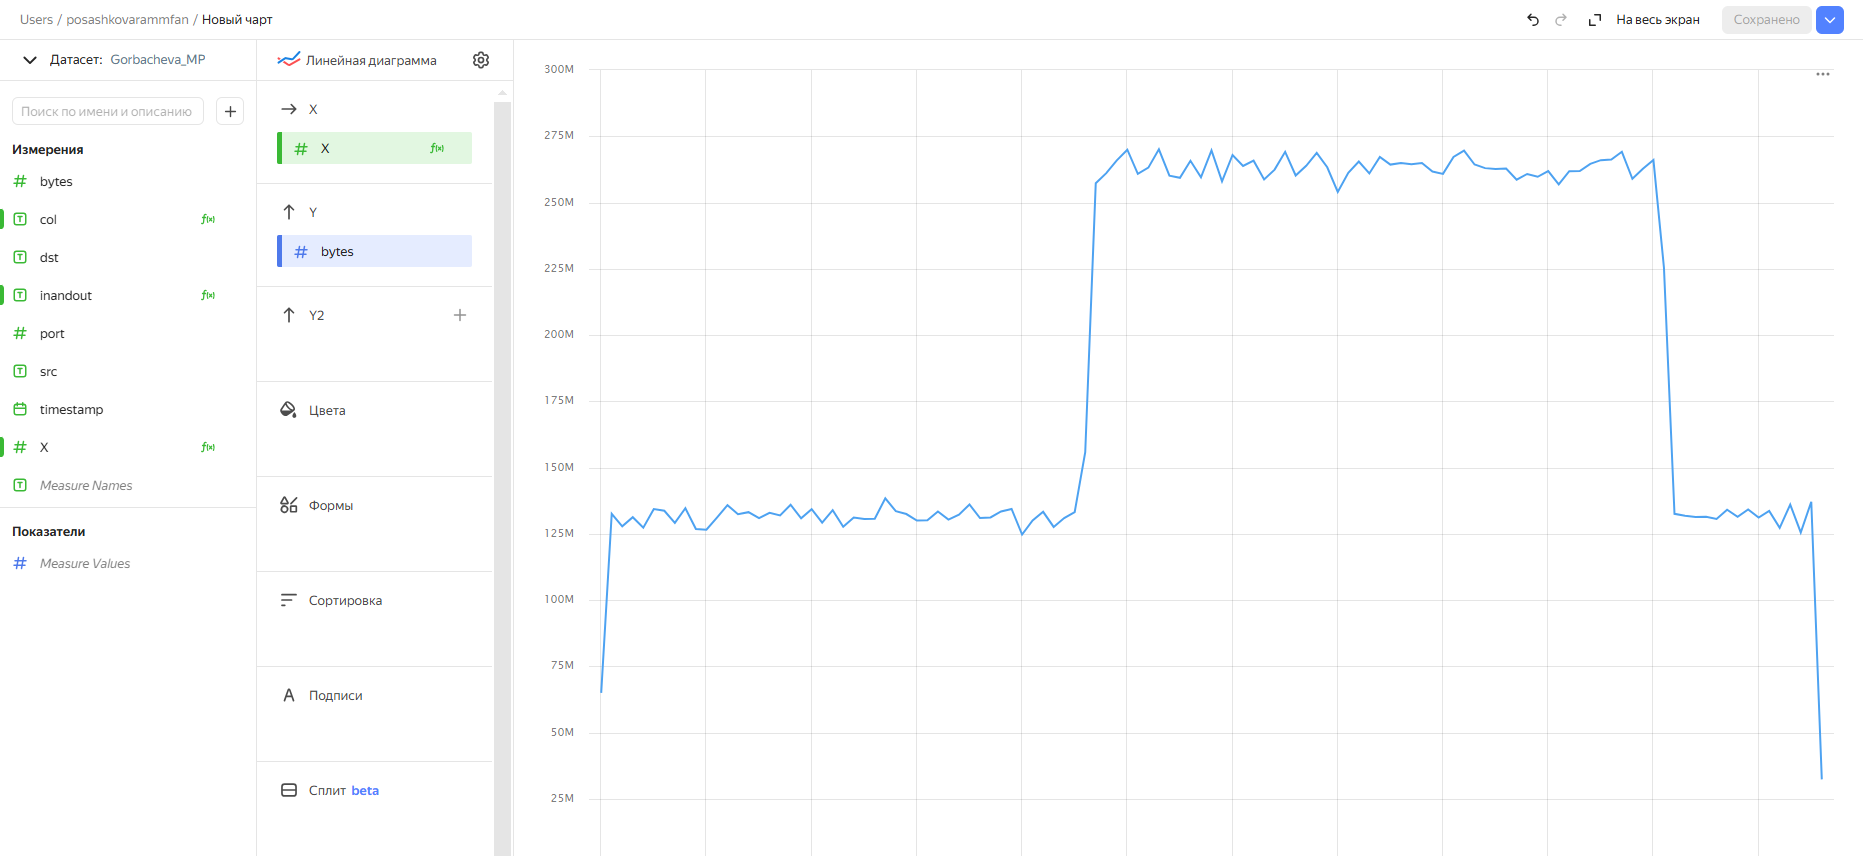 Users / posashkovarammfan / Новый чарт
На весь экран
Сохранено
Датасет: Gorbacheva_MP
Поиск по имени и описанию
Измерения
bytes
col
dst
inandout
port
src
timestamp
X
Measure Names
Показатели
Measure Values
Линейная диаграмма
X
X
Y
bytes
Y2
Цвета
Формы
Сортировка
Подписи
Сплит beta
300M
275M
250M
225M
200M
175M
150M
125M
100M
75M
50M
25M